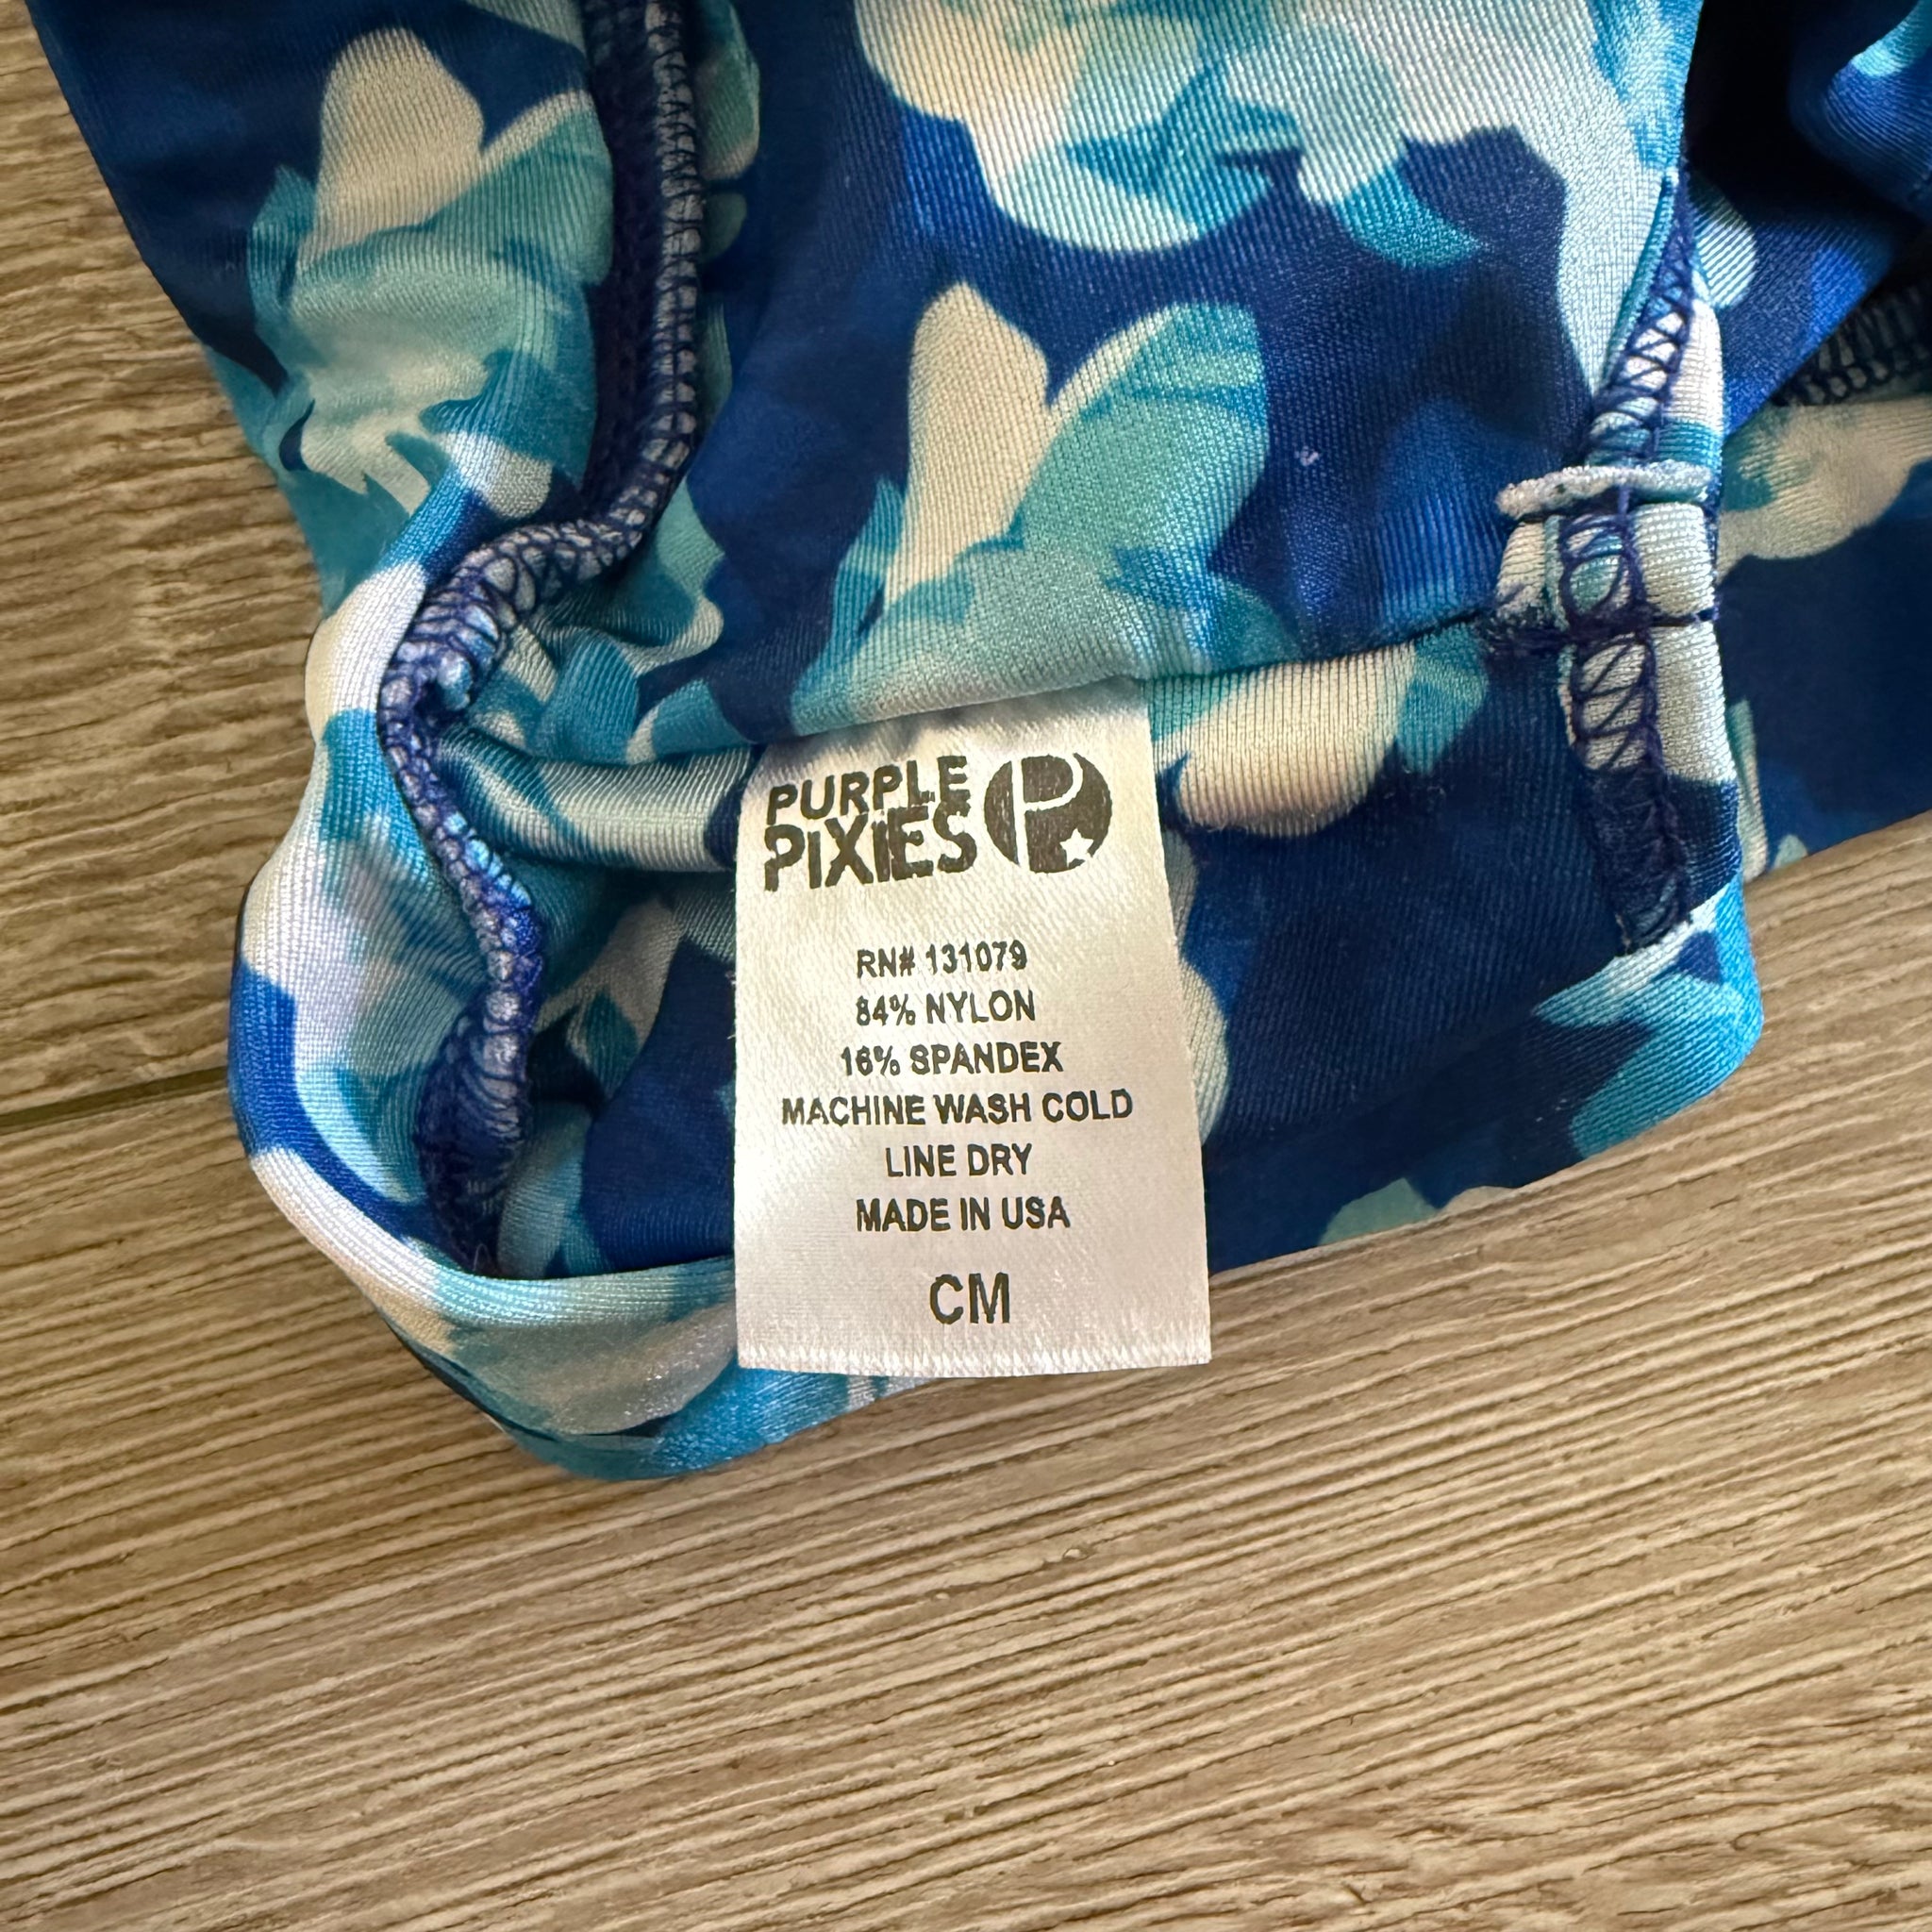 PURPLE
PIXIES
RN# 131079
84% NYLON
16% SPANDEX
MACHINE WASH COLD
LINE DRY
MADE IN USA
CM